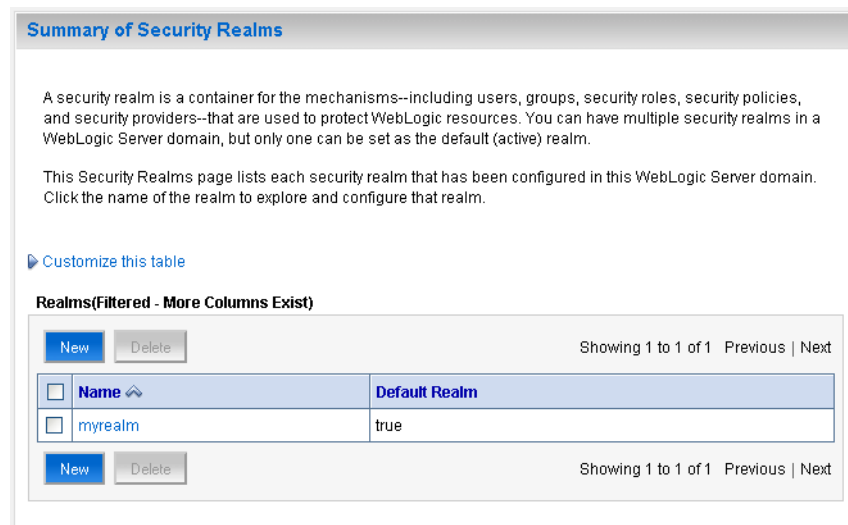 Summary of Security Realms
A security realm is a container for the mechanisms--including users, groups, security roles, security policies,
and security providers--that are used to protect WebLogic resources. You can have multiple security realms in a
WebLogic Server domain, but only one can be set as the default (active) realm.
This Security Realms page lists each security realm that has been configured in this WebLogic Server domain.
Click the name of the realm to explore and configure that realm.
Customize this table
Realms(Filtered - More Columns Exist)
New Delete Showing 1 to 1 of 1 Previous | Next
Name Default Realm
myrealm true
New Delete Showing 1 to 1 of 1 Previous | Next